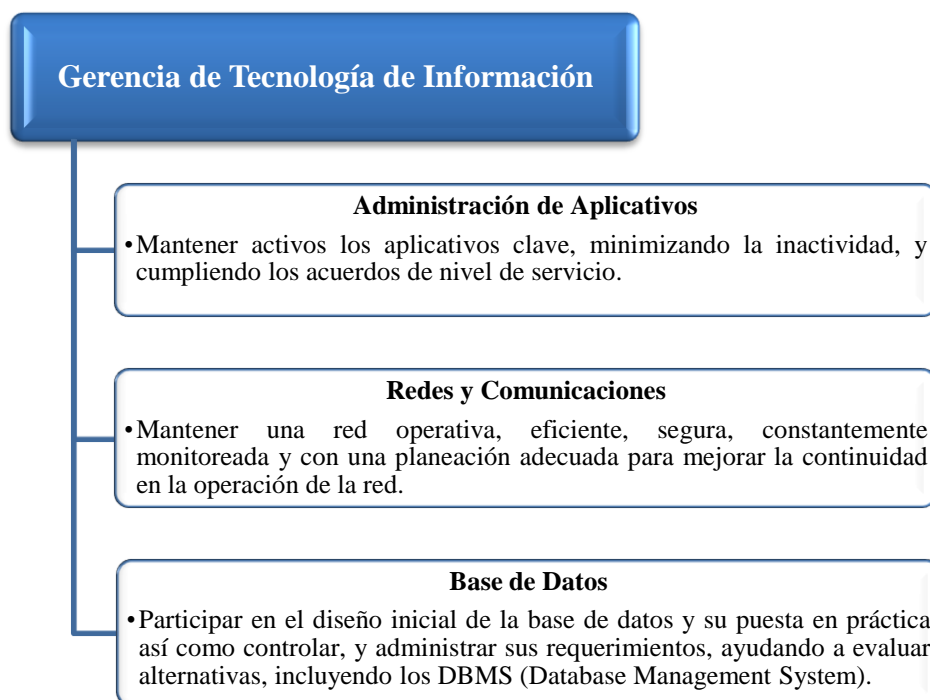 Gerencia de Tecnología de Información
Administración de Aplicativos
•Mantener activos los aplicativos clave, minimizando la inactividad, y
cumpliendo los acuerdos de nivel de servicio.
Redes y Comunicaciones
•Mantener una red operativa, eficiente, segura, constantemente
monitoreada y con una planeación adecuada para mejorar la continuidad
en la operación de la red.
Base de Datos
•Participar en el diseño inicial de la base de datos y su puesta en práctica
así como controlar, y administrar sus requerimientos, ayudando a evaluar
alternativas, incluyendo los DBMS (Database Management System).